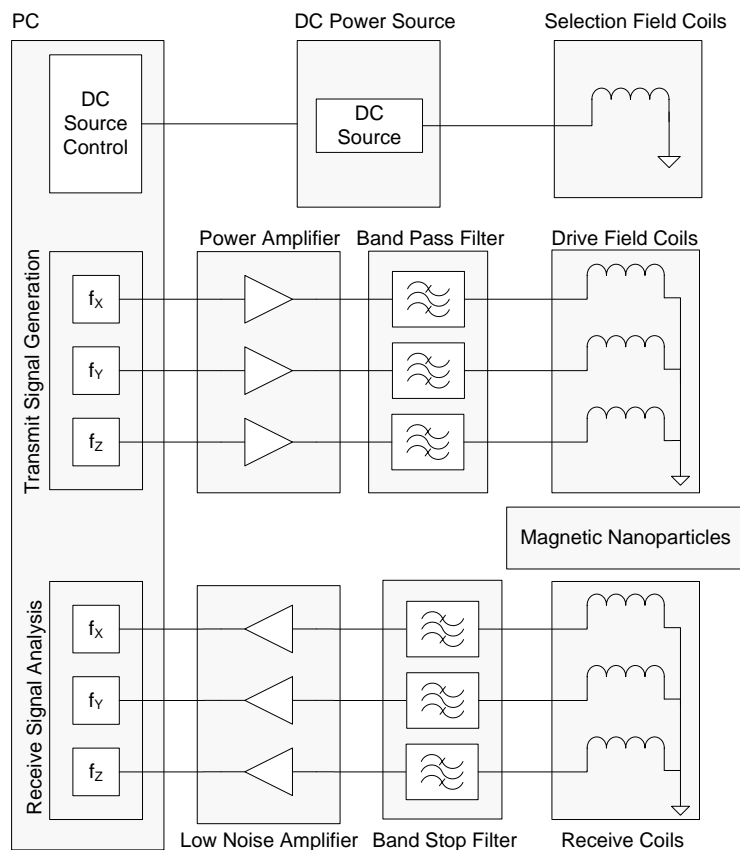 PC
DC Power Source
Selection Field Coils
DC
Source
Control
DC
Source
Power Amplifier
Band Pass Filter
Drive Field Coils
Transmit Signal Generation
fX
fY
fZ
Magnetic Nanoparticles
Receive Signal Analysis
fX
fY
fZ
Low Noise Amplifier
Band Stop Filter
Receive Coils